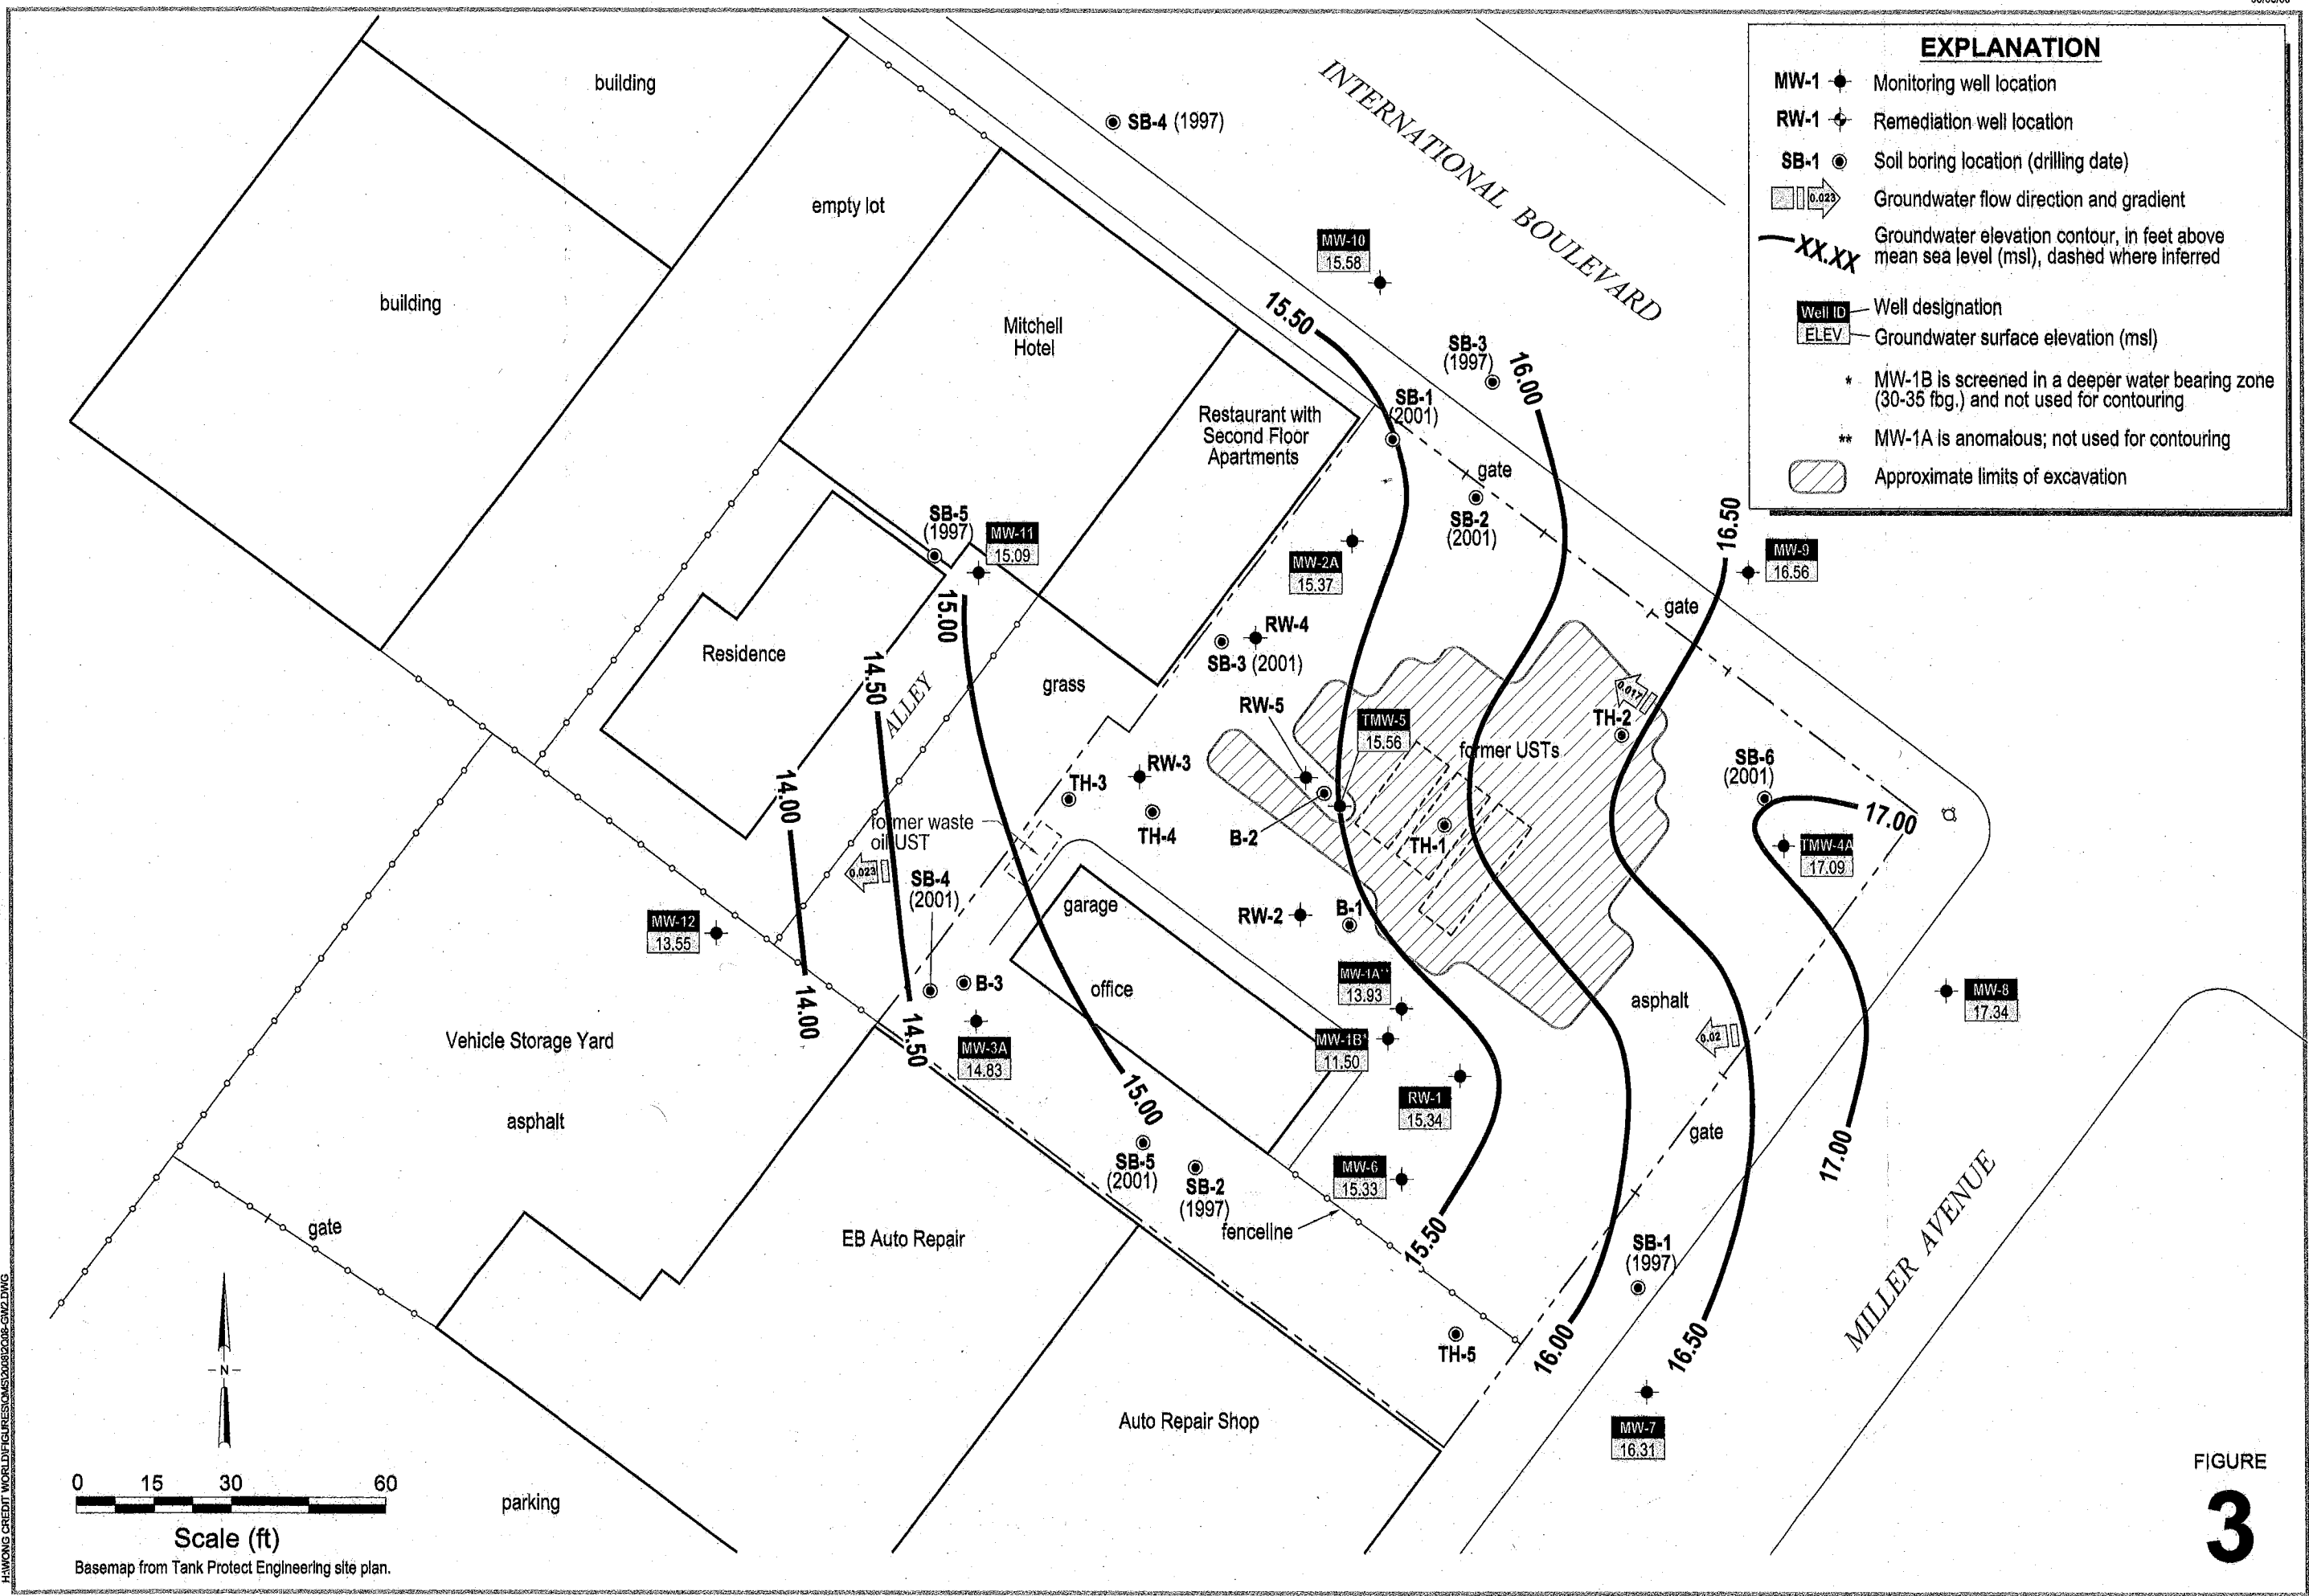 EXPLANATION
MW-1 Monitoring well location
RW-1 Remediation well location
SB-1 Soil boring location (drilling date)
0.023 Groundwater flow direction and gradient
XX.XX Groundwater elevation contour, in feet above
mean sea level (msl), dashed where inferred
Well ID Well designation
ELEV Groundwater surface elevation (msl)
* MW-1B is screened in a deeper water bearing zone
(30-35 fbg.) and not used for contouring
** MW-1A is anomalous; not used for contouring
Approximate limits of excavation
building
SB-4 (1997)
INTERNATIONAL BOULEVARD
empty lot
MW-10
15.58
building
Mitchell
Hotel
15.50
SB-3
(1997)
16.00
SB-1
(2001)
Restaurant with
Second Floor
Apartments
gate
SB-2
(2001)
16.50
SB-5
(1997)
MW-11
15.09
MW-2A
15.37
MW-9
16.56
15.00
gate
RW-4
SB-3 (2001)
Residence
14.50
ALLEY
grass
0.017
RW-5
TMW-5
15.56
TH-2
former USTs
SB-6
(2001)
RW-3
TH-3
14.00
former waste
oil UST
TH-4
B-2
TH-1
17.00
TMW-4A
17.09
0.023
SB-4
(2001)
garage
RW-2
B-1
MW-12
13.55
B-3
office
MW-1A**
13.93
asphalt
MW-8
17.34
14.00
14.50
MW-3A
14.83
MW-1B*
11.50
0.02
Vehicle Storage Yard
asphalt
15.00
RW-1
15.34
gate
SB-5
(2001)
SB-2
(1997)
MW-6
15.33
17.00
fenceline
gate
EB Auto Repair
15.50
SB-1
(1997)
MILLER AVENUE
TH-5
16.00
16.50
N
Auto Repair Shop
MW-7
16.31
0 15 30 60
Scale (ft)
parking
Basemap from Tank Protect Engineering site plan.
FIGURE
3